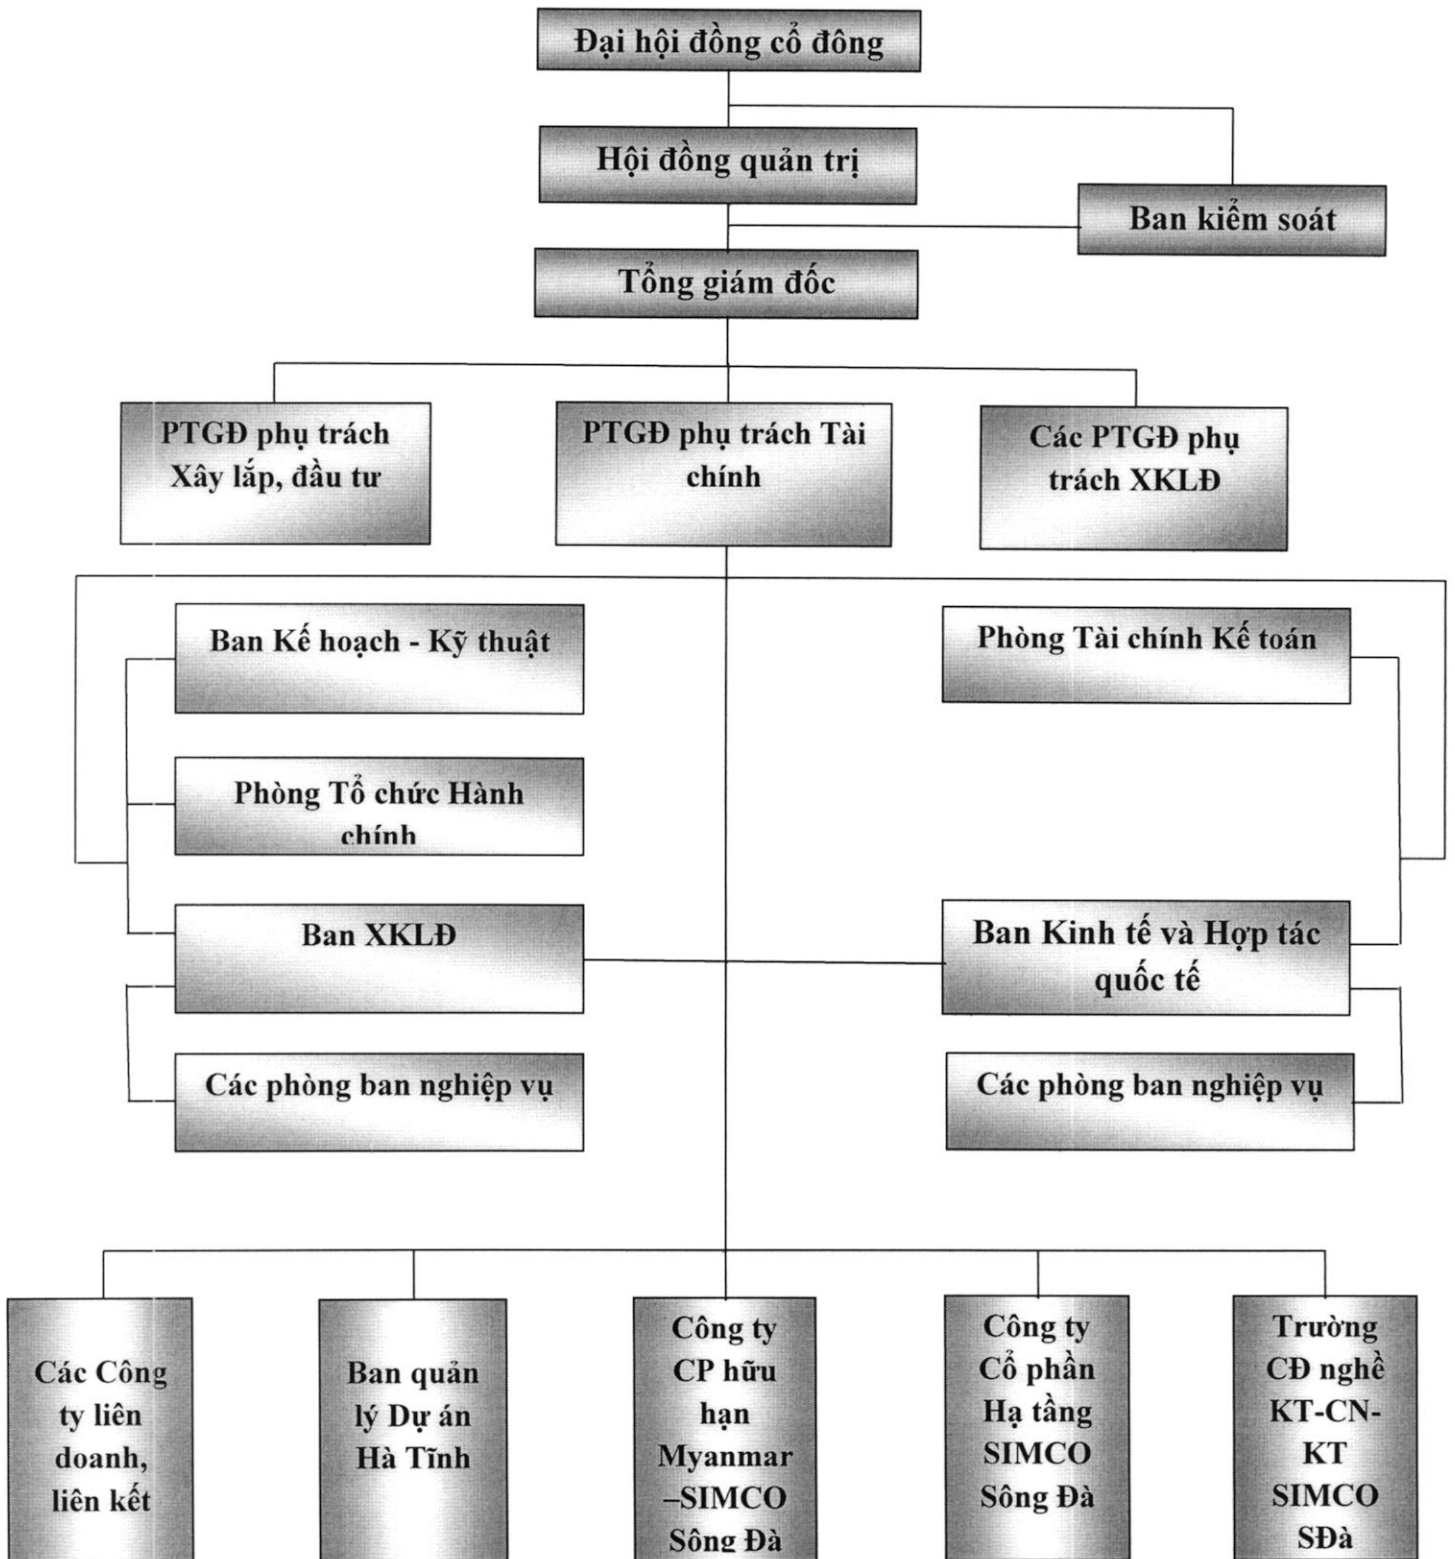 Đại hội đồng cổ đông
Hội đồng quản trị
Ban kiểm soát
Tổng giám đốc
PTGĐ phụ trách
Xây lắp, đầu tư
PTGĐ phụ trách Tài
chính
Các PTGĐ phụ
trách XKLĐ
Ban Kế hoạch - Kỹ thuật
Phòng Tài chính Kế toán
Phòng Tổ chức Hành
chính
Ban XKLĐ
Ban Kinh tế và Hợp tác
quốc tế
Các phòng ban nghiệp vụ
Các phòng ban nghiệp vụ
Các Công
ty liên
doanh,
liên kết
Ban quản
lý Dự án
Hà Tĩnh
Công ty
CP hữu
hạn
Myanmar
–SIMCO
Sông Đà
Công ty
Cổ phần
Hạ tầng
SIMCO
Sông Đà
Trường
CĐ nghề
KT-CN-
KT
SIMCO
SĐà